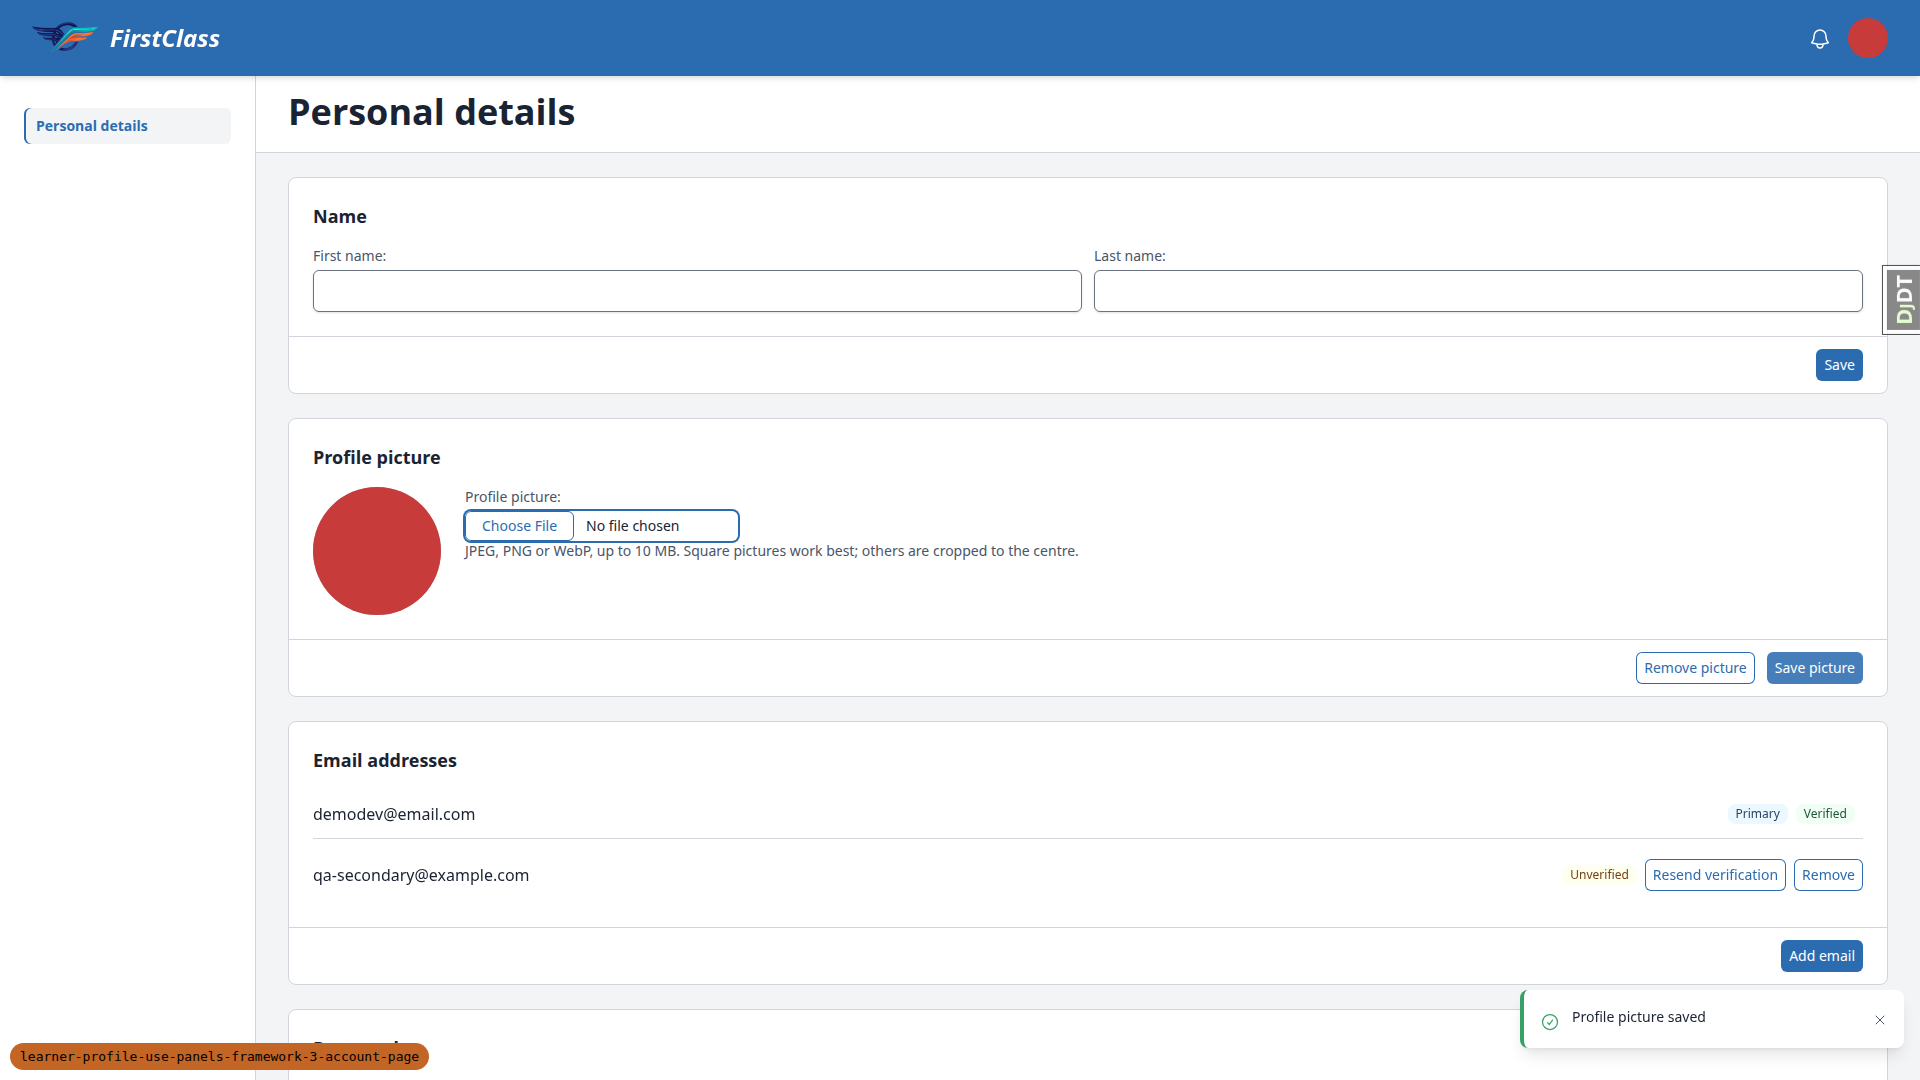 FirstClass
Personal details
Personal details
Name
First name:
Last name:
Save
Profile picture
Profile picture:
Choose File No file chosen
JPEG, PNG or WebP, up to 10 MB. Square pictures work best; others are cropped to the centre.
Remove picture Save picture
Email addresses
demodev@email.com Primary Verified
qa-secondary@example.com Unverified Resend verification Remove
Add email
Profile picture saved
learner-profile-use-panels-framework-3-account-page
DjDT